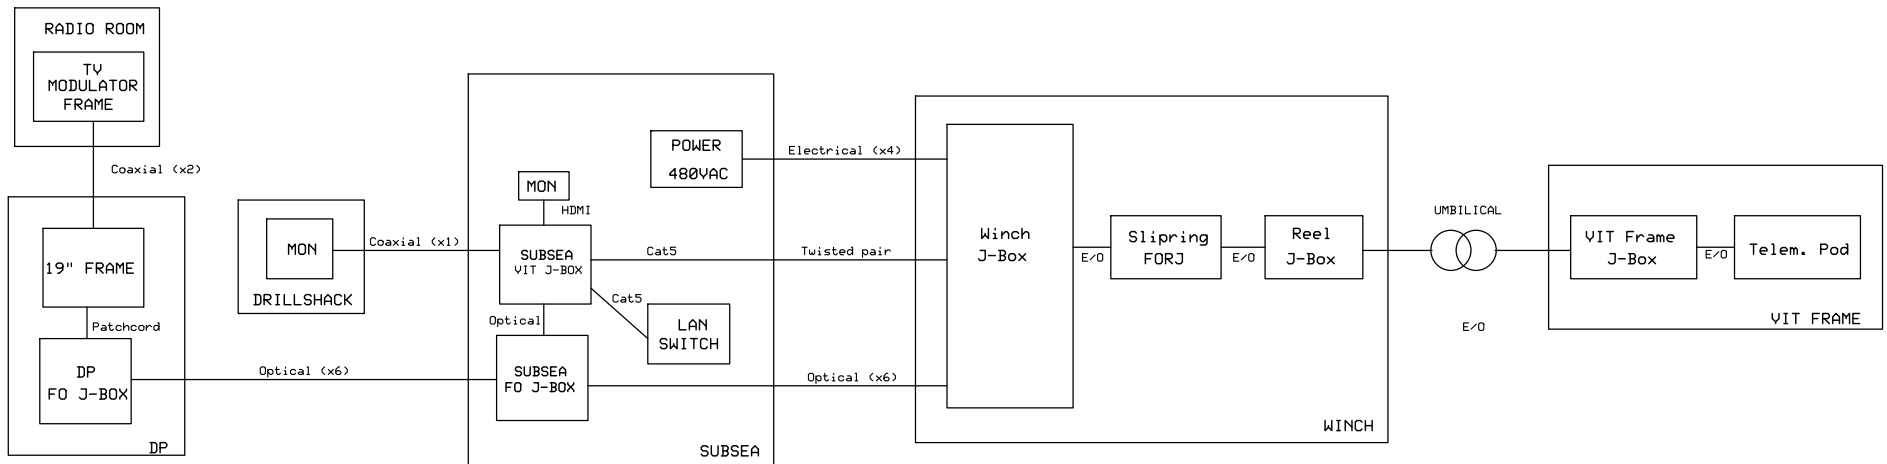 RADIO ROOM
TV
MODULATOR
FRAME
Coaxial (x2)
19" FRAME
Patchcord
DP
FO J-BOX
DP
MON
DRILLSHACK
Coaxial (x1)
Optical (x6)
MON
HDMI
SUBSEA
VIT J-BOX
Optical
SUBSEA
FO J-BOX
POWER
480VAC
Cat5
Cat5
LAN
SWITCH
SUBSEA
Electrical (x4)
Twisted pair
Optical (x6)
Winch
J-Box
E/O
Slipring
FORJ
E/O
Reel
J-Box
WINCH
UMBILICAL
E/O
VIT Frame
J-Box
E/O
Telem. Pod
VIT FRAME